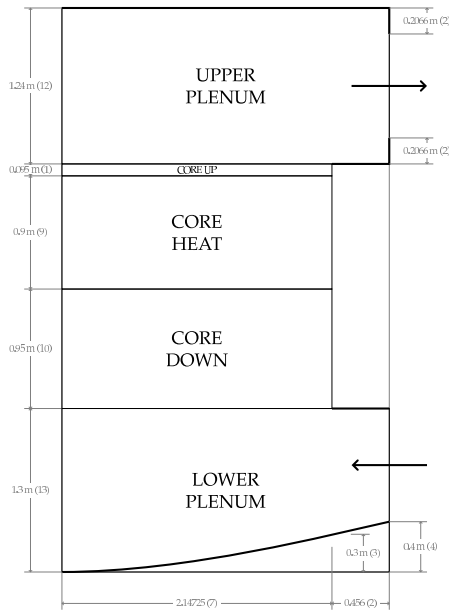 0.2066 m (2)
UPPER
PLENUM
1.24 m (12)
0.2066 m (2)
0.095 m (1)
CORE UP
CORE
HEAT
0.9 m (9)
CORE
DOWN
0.95 m (10)
LOWER
PLENUM
1.3 m (13)
0.4 m (4)
0.3 m (3)
2.14725 (7)
0.456 (2)